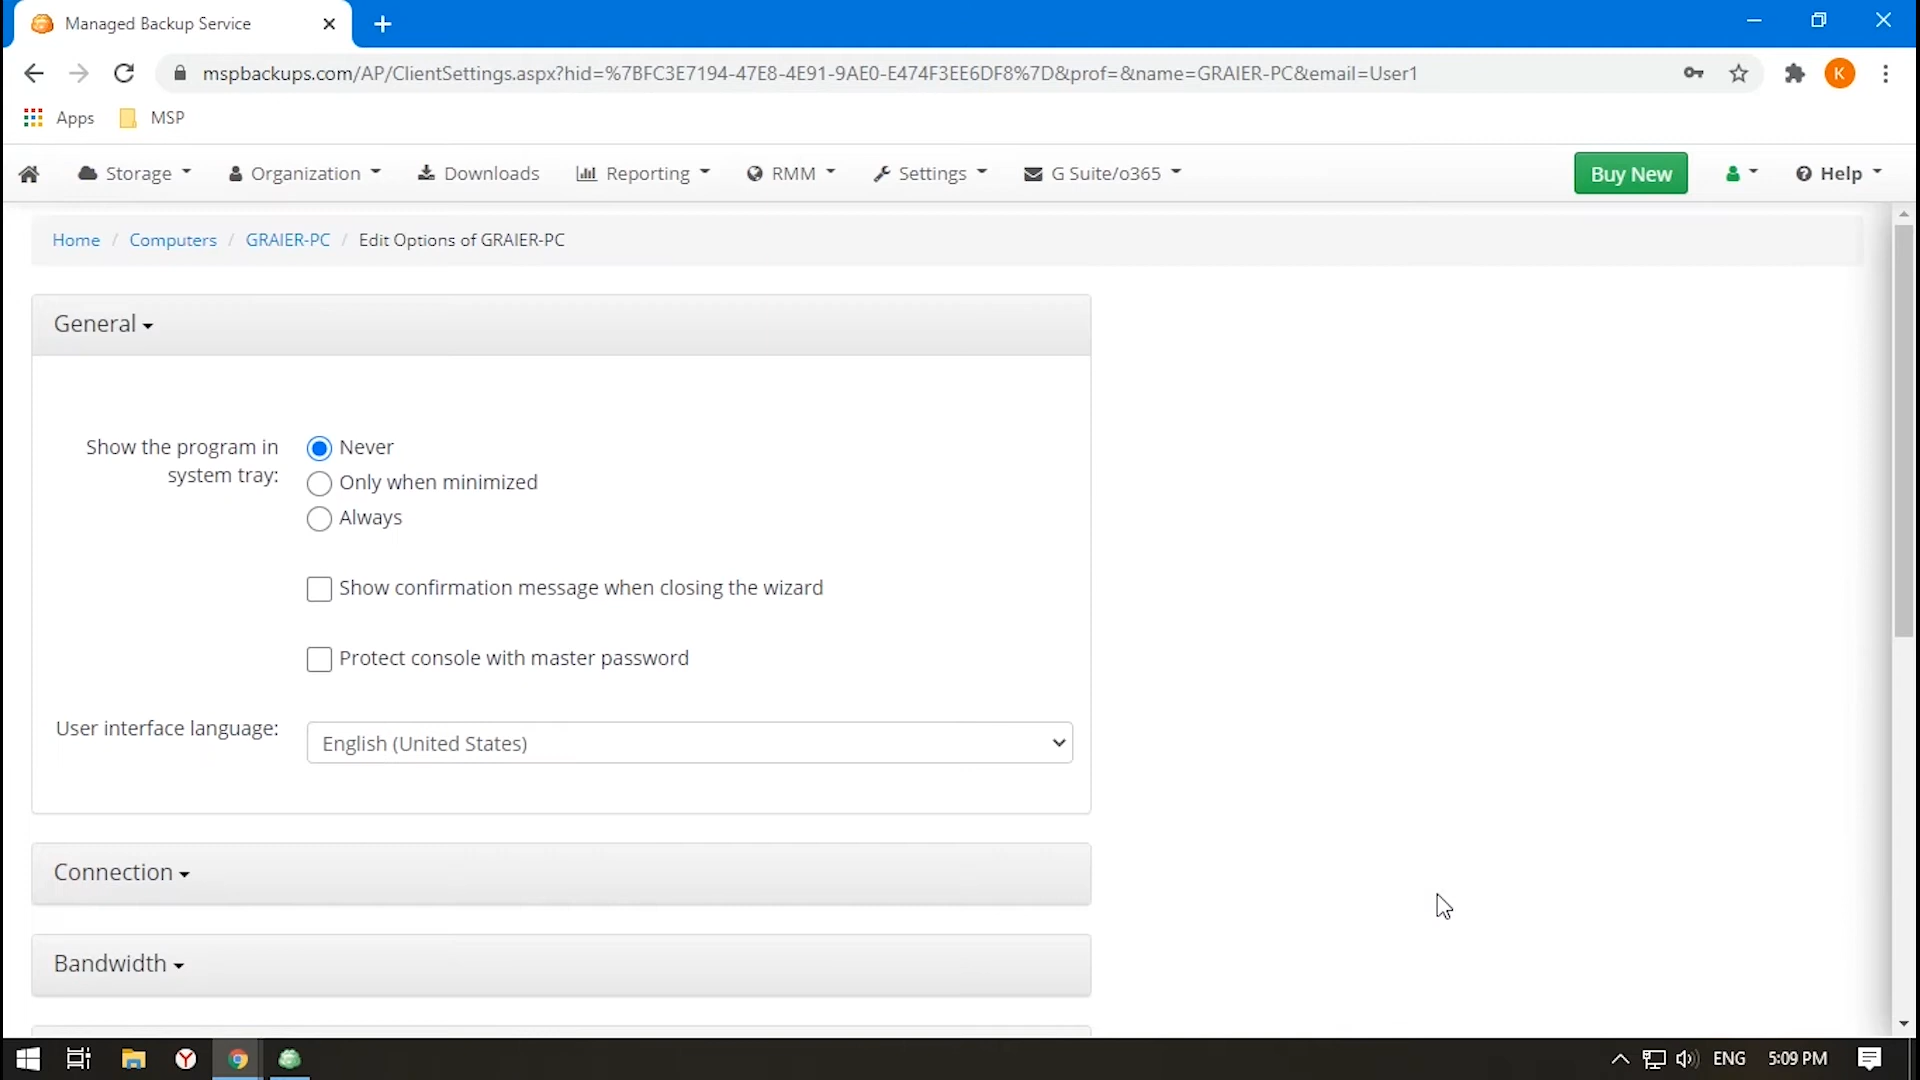 Managed Backup Service
mspbackups.com/AP/ClientSettings.aspx?hid=%7BFC3E7194-47E8-4E91-9AE0-E474F3EE6DF8%7D&prof=&name=GRAIER-PC&email=User1
K
Apps MSP
Storage Organization Downloads Reporting RMM Settings G Suite/o365 Buy New Help
Home / Computers / GRAIER-PC / Edit Options of GRAIER-PC
General
Show the program in
system tray:
Never
Only when minimized
Always
Show confirmation message when closing the wizard
Protect console with master password
User interface language:
English (United States)
Connection
Bandwidth
ENG 5:09 PM